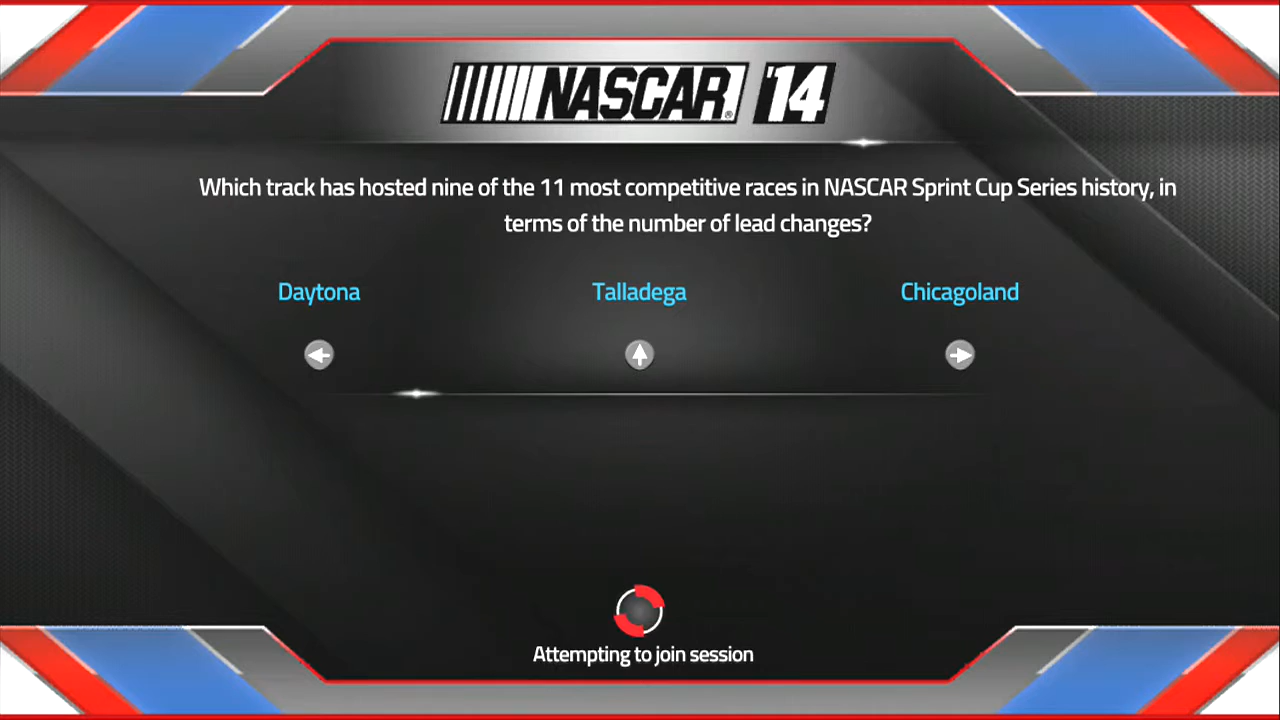 NASCAR '14
Which track has hosted nine of the 11 most competitive races in NASCAR Sprint Cup Series history, in
terms of the number of lead changes?
Daytona
Talladega
Chicagoland
Attempting to join session